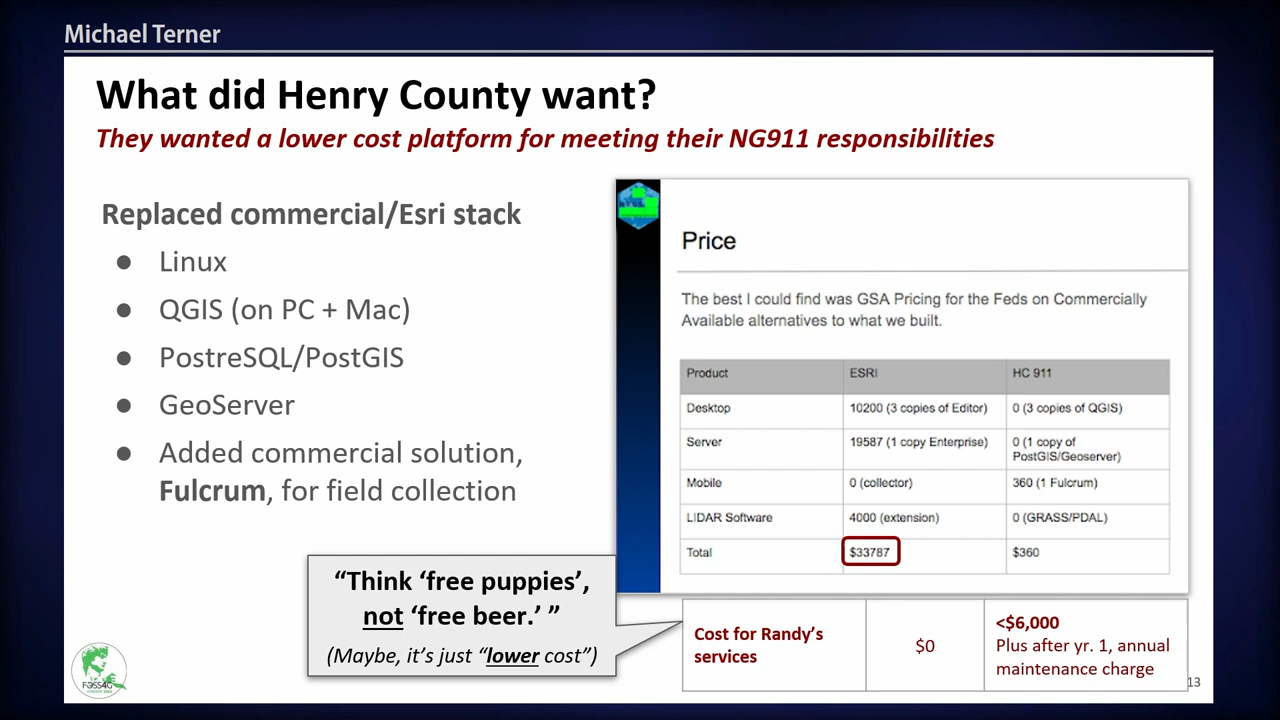 Michael Terner
What did Henry County want?
They wanted a lower cost platform for meeting their NG911 responsibilities
Replaced commercial/Esri stack
● Linux
● QGIS (on PC + Mac)
● PostreSQL/PostGIS
● GeoServer
● Added commercial solution,
Fulcrum, for field collection
Price
The best I could find was GSA Pricing for the Feds on Commercially
Available alternatives to what we built.
Product ESRI HC 911
Desktop 10200 (3 copies of Editor) 0 (3 copies of QGIS)
Server 19587 (1 copy Enterprise) 0 (1 copy of
PostGIS/Geoserver)
Mobile 0 (collector) 360 (1 Fulcrum)
LIDAR Software 4000 (extension) 0 (GRASS/PDAL)
Total $33787 $360
“Think ‘free puppies’,
not ‘free beer.’ ”
(Maybe, it’s just “lower cost”)
Cost for Randy’s
services
$0
<$6,000
Plus after yr. 1, annual
maintenance charge
FOSS4G
13